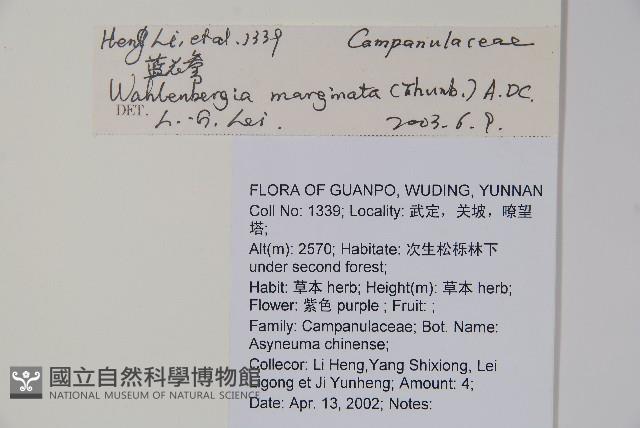 Heng Li, et al. 1339 Campanulaceae
蓝花参
Wahlenbergia marginata (Thunb.) A.DC.
DET. L. G. Lei. 2003.6.9.
FLORA OF GUANPO, WUDING, YUNNAN
Coll No: 1339; Locality: 武定，关坡，嘹望
塔;
Alt(m): 2570; Habitate: 次生松栎林下
under second forest;
Habit: 草本 herb; Height(m): 草本 herb;
Flower: 紫色 purple ; Fruit: ;
Family: Campanulaceae; Bot. Name:
Asyneuma chinense;
Collecor: Li Heng,Yang Shixiong, Lei
Ligong et Ji Yunheng; Amount: 4;
Date: Apr. 13, 2002; Notes:
國立自然科學博物館
NATIONAL MUSEUM OF NATURAL SCIENCE